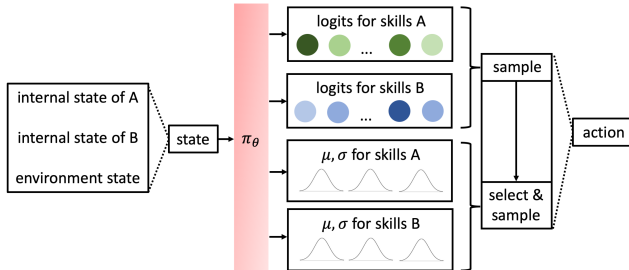 internal state of A
internal state of B
environment state
state
π_θ
logits for skills A
...
logits for skills B
...
μ, σ for skills A
μ, σ for skills B
sample
select &
sample
action